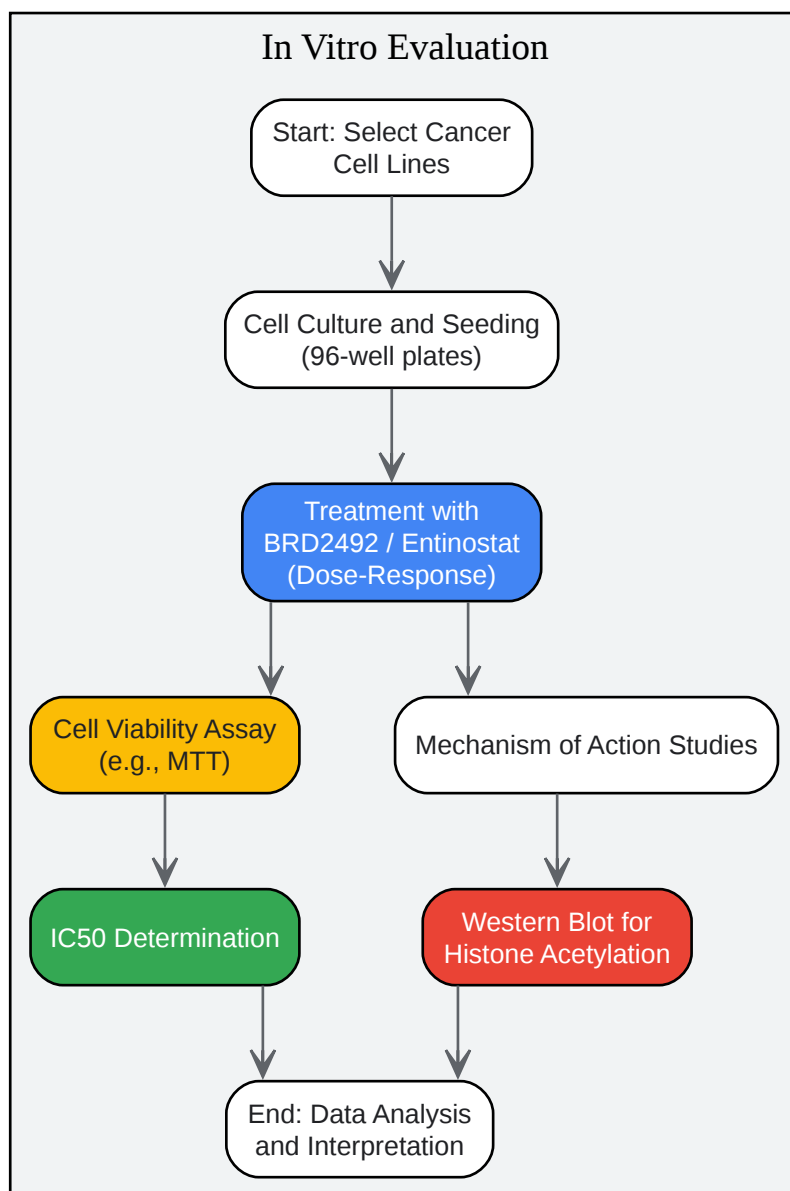 In Vitro Evaluation
Start: Select Cancer
Cell Lines
Cell Culture and Seeding
(96-well plates)
Treatment with
BRD2492 / Entinostat
(Dose-Response)
Cell Viability Assay
(e.g., MTT)
Mechanism of Action Studies
IC50 Determination
Western Blot for
Histone Acetylation
End: Data Analysis
and Interpretation